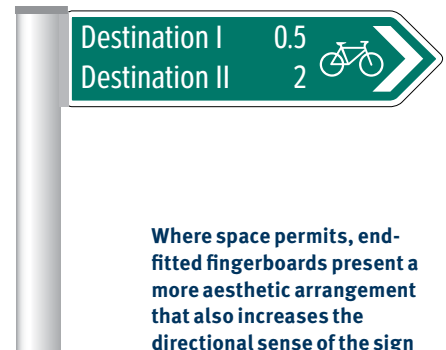 Destination I 0.5
Destination II 2
Where space permits, end-
fitted fingerboards present a
more aesthetic arrangement
that also increases the
directional sense of the sign